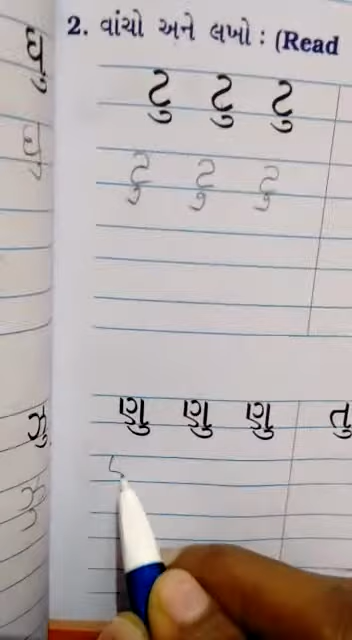 2. વાંચો અને લખો : (Read
ટુ ટુ ટુ
ટુ ટુ ટુ
ણુ ણુ ણુ તુ
ઘુ
ઘુ